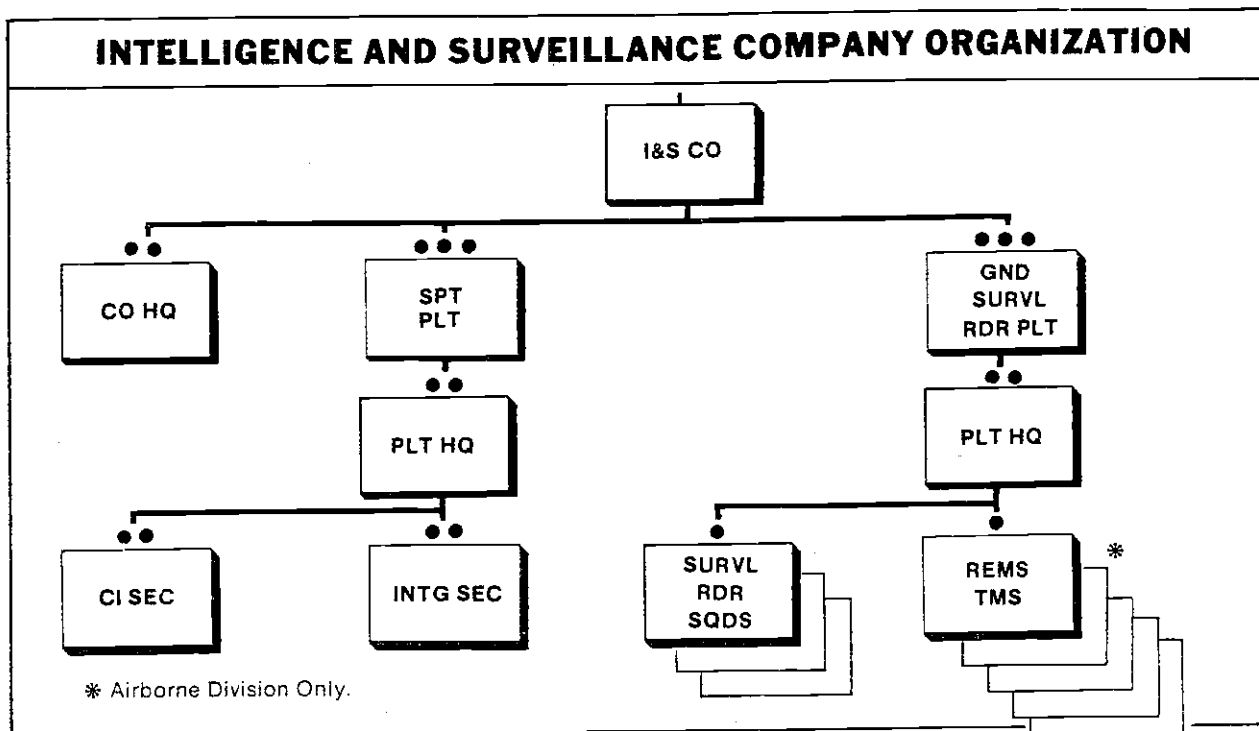 INTELLIGENCE AND SURVEILLANCE COMPANY ORGANIZATION
I&S CO
CO HQ
SPT
PLT
GND
SURVL
RDR PLT
PLT HQ
PLT HQ
CI SEC
INTG SEC
SURVL
RDR
SQDS
REMS
TMS
*
* Airborne Division Only.